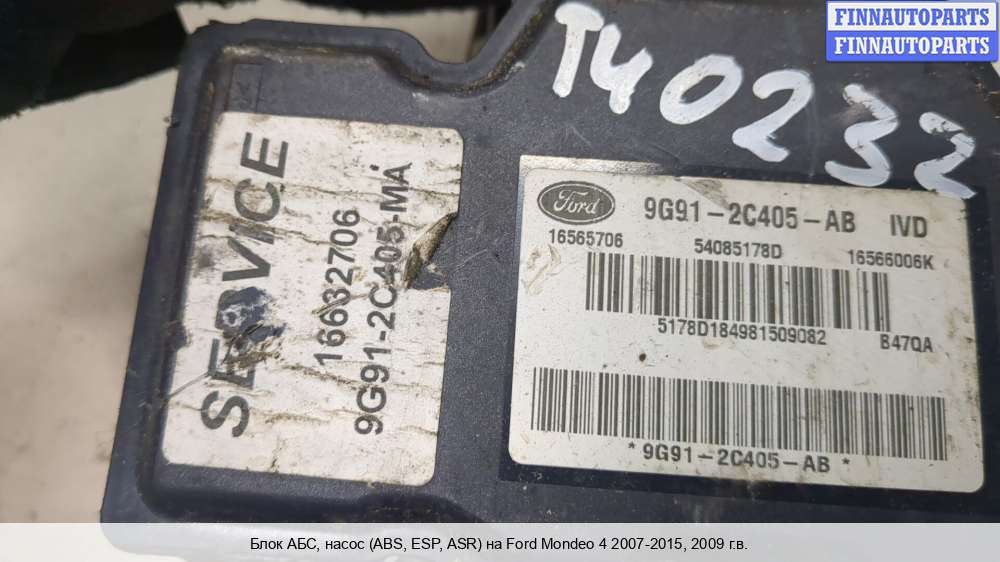 FINNAUTOPARTS
FINNAUTOPARTS
T40232
SERVICE
16632706
9G91-2C405-MA
Ford
9G91-2C405-AB IVD
16565706 54085178D 16566006K
5178D184981509082 B47QA
*9G91-2C405-AB*
Блок АБС, насос (ABS, ESP, ASR) на Ford Mondeo 4 2007-2015, 2009 г.в.